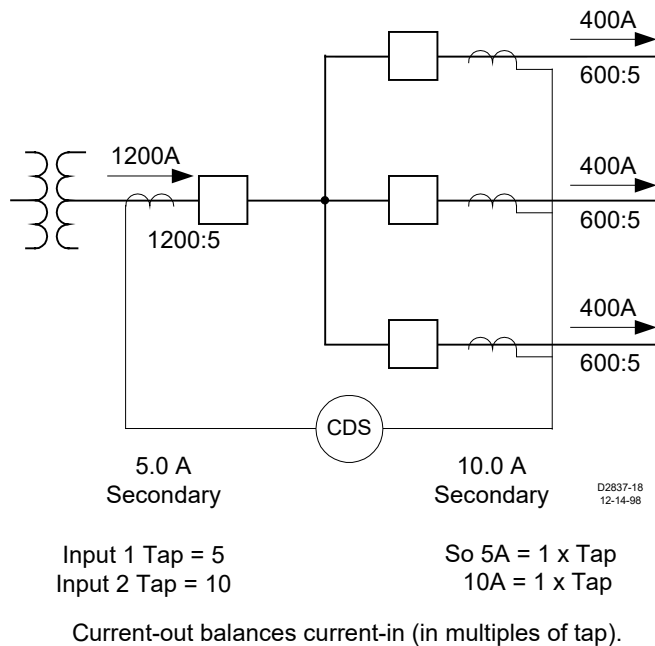 400A
600:5
1200A
1200:5
400A
600:5
400A
600:5
CDS
5.0 A
Secondary
10.0 A
Secondary
D2837-18
12-14-98
Input 1 Tap = 5
Input 2 Tap = 10
So 5A = 1 x Tap
10A = 1 x Tap
Current-out balances current-in (in multiples of tap).